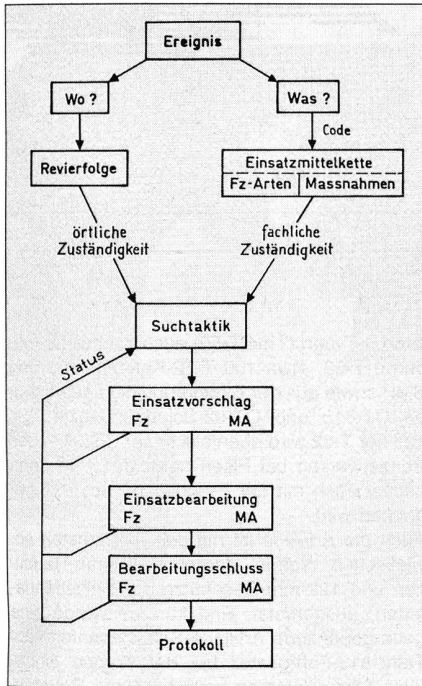 Ereignis
Wo ?
Was ?
Code
Revierfolge
Einsatzmittelkette
Fz-Arten Massnahmen
örtliche
Zuständigkeit
fachliche
Zuständigkeit
Suchtaktik
Status
Einsatzvorschlag
Fz MA
Einsatzbearbeitung
Fz MA
Bearbeitungsschluss
Fz MA
Protokoll